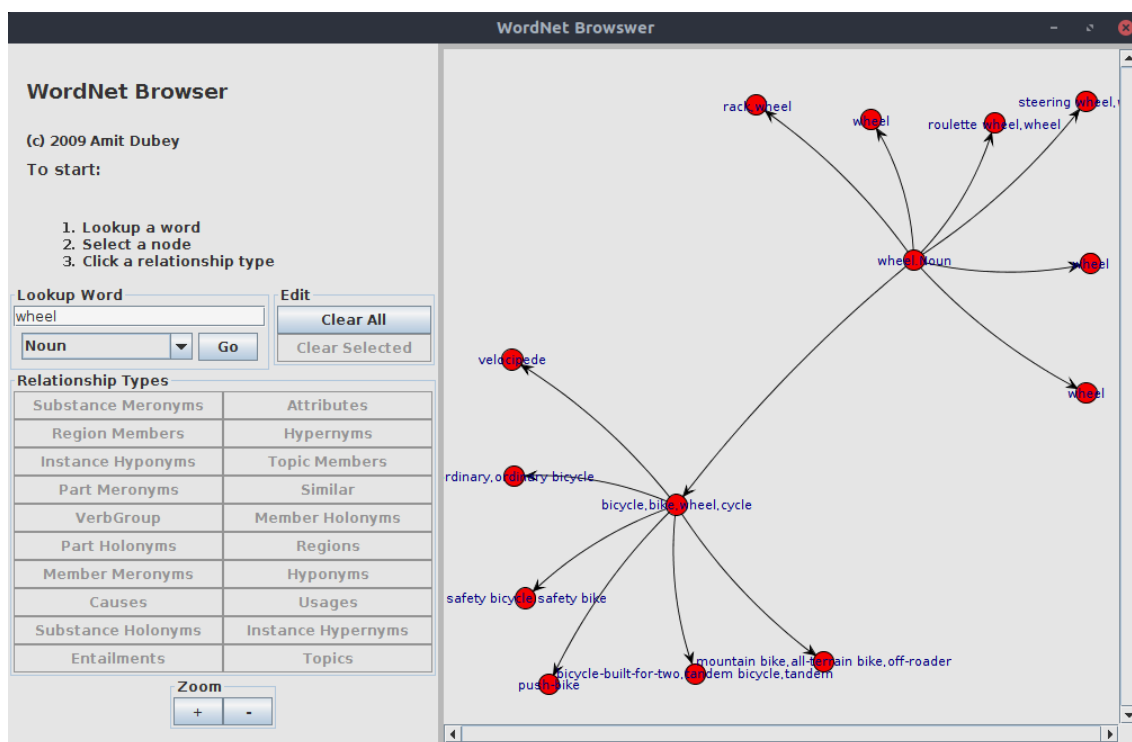 WordNet Browswer
WordNet Browser
(c) 2009 Amit Dubey
To start:
1. Lookup a word
2. Select a node
3. Click a relationship type
Lookup Word
wheel
Noun
Go
Edit
Clear All
Clear Selected
Relationship Types
Substance Meronyms
Attributes
Region Members
Hypernyms
Instance Hyponyms
Topic Members
Part Meronyms
Similar
VerbGroup
Member Holonyms
Part Holonyms
Regions
Member Meronyms
Hyponyms
Causes
Usages
Substance Holonyms
Instance Hypernyms
Entailments
Topics
Zoom
+
-
rack,wheel
wheel
roulette wheel,wheel
steering wheel,
wheel,Noun
wheel
wheel
velocipede
rdinary,ordinary bicycle
bicycle,bike,wheel,cycle
safety bicycle,safety bike
mountain bike,all-terrain bike,off-roader
bicycle-built-for-two,tandem bicycle,tandem
push-bike